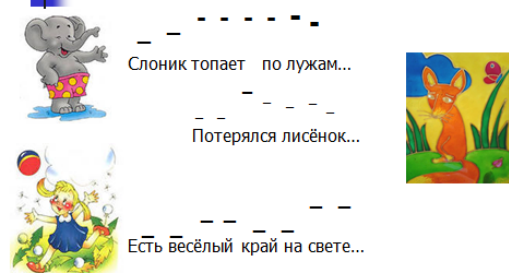 Слоник топает по лужам...
Потерялся лисёнок...
Есть весёлый край на свете...